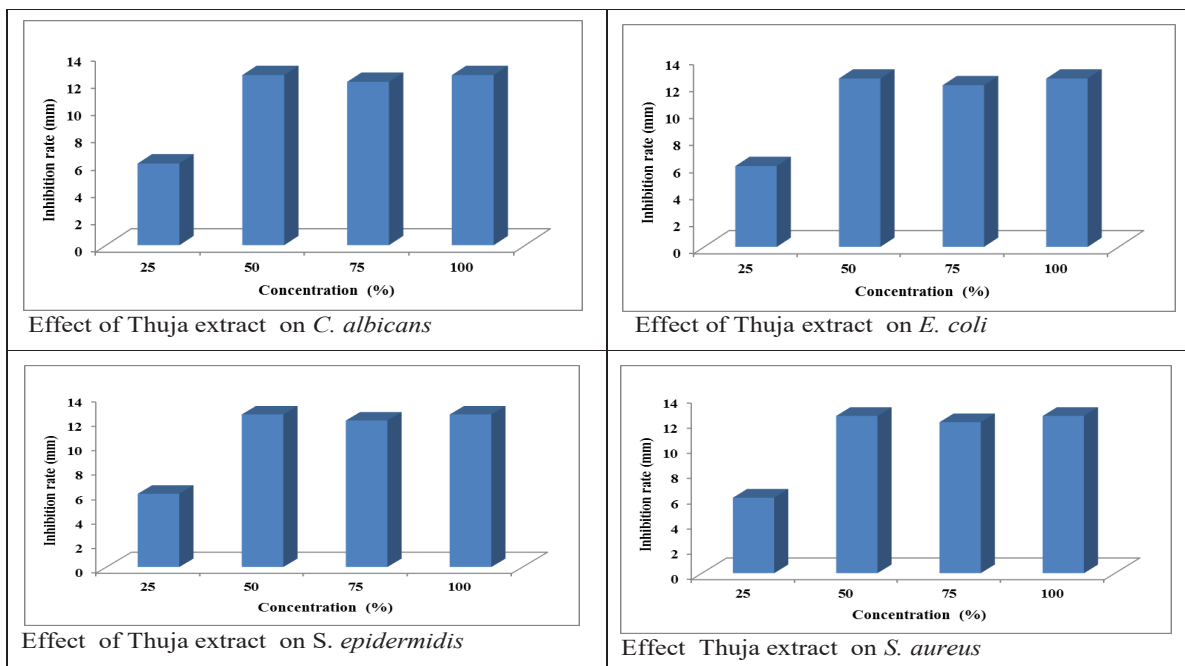 14
12
10
8
6
4
2
0
Inhibition rate (mm)
25 50 75 100
Concentration (%)
Effect of Thuja extract on C. albicans
14
12
10
8
6
4
2
0
Inhibition rate (mm)
25 50 75 100
Concentration (%)
Effect of Thuja extract on E. coli
14
12
10
8
6
4
2
0
Inhibition rate (mm)
25 50 75 100
Concentration (%)
Effect of Thuja extract on S. epidermidis
14
12
10
8
6
4
2
0
Inhibition rate (mm)
25 50 75 100
Concentration (%)
Effect Thuja extract on S. aureus